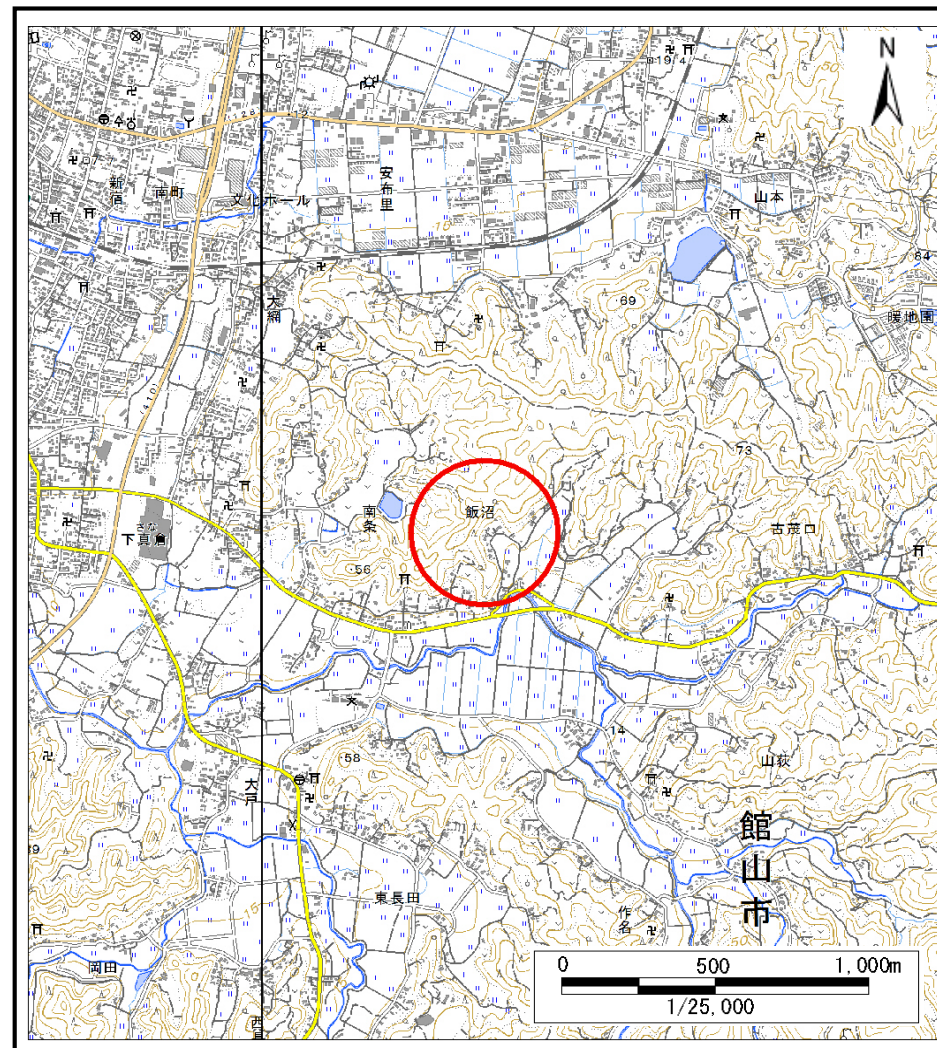 N
19.4
新宿
南町
文化ホール
安布里
山本
84
69
暖地園
大網
73
南条
飯沼
古茂口
さな
下真倉
56
14
58
山荻
大戸
館山市
東長田
作名
岡田
0 500 1,000m
1/25,000